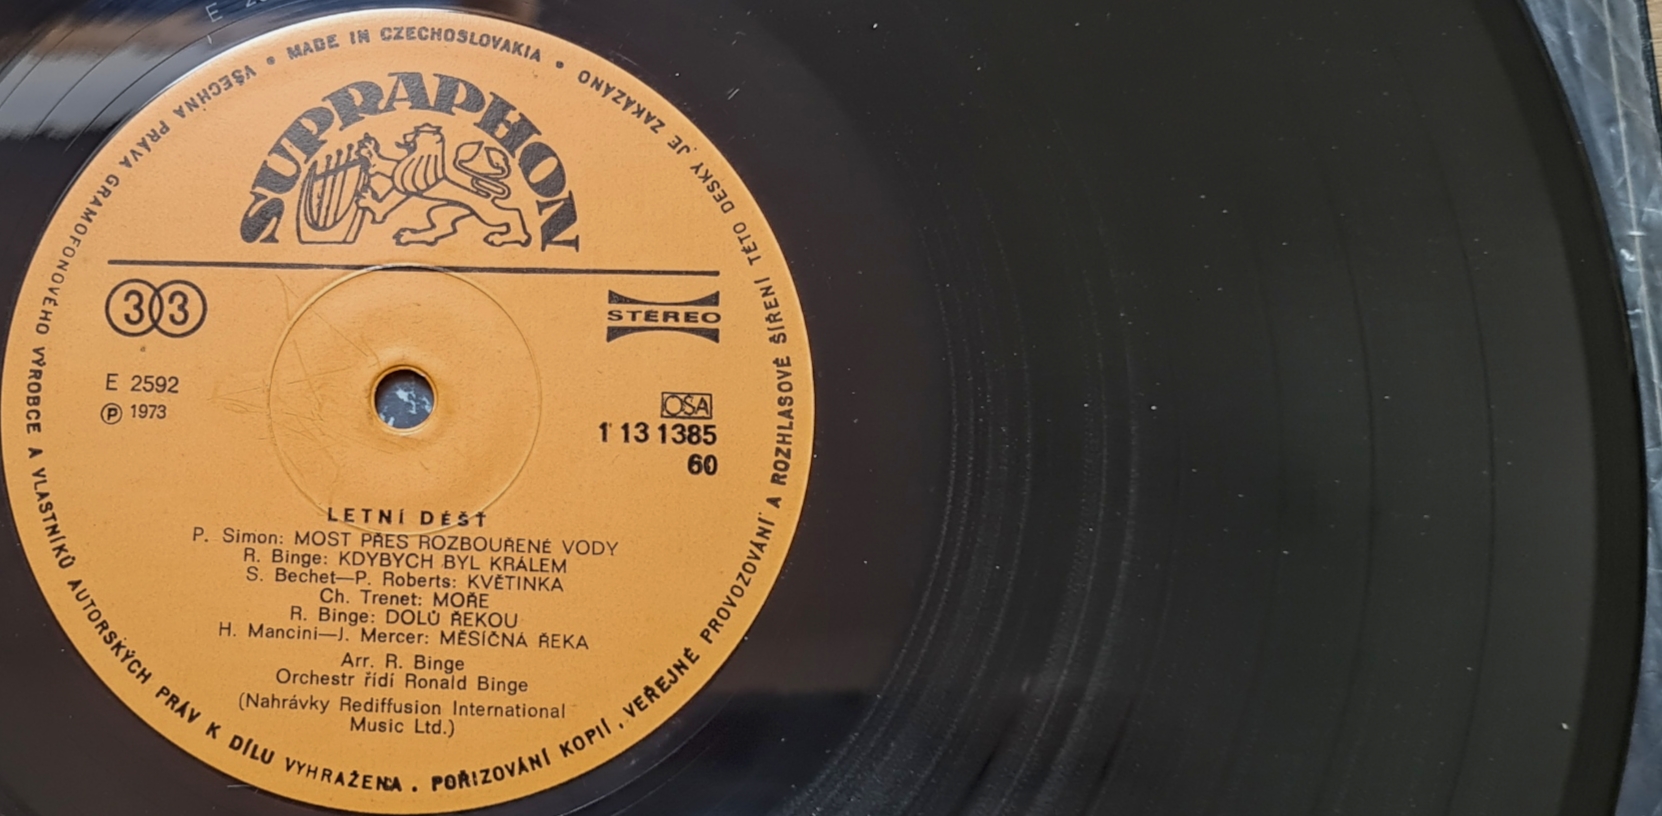 MADE IN CZECHOSLOVAKIA • VŠECHNA PRÁVA GRAMOFONOVÉHO VÝROBCE A VLASTNÍKŮ AUTORSKÝCH PRÁV K DÍLU VYHRAŽENA . POŘIZOVÁNÍ KOPIÍ , VEŘEJNÉ PROVOZOVÁNÍ A ROZHLASOVÉ ŠÍŘENÍ TÉTO DESKY JE ZAKÁZÁNO •
SUPRAPHON
33
STEREO
E 2592
Ⓟ 1973
OSA
1 13 1385
60
LETNÍ DÉŠŤ
P. Simon: MOST PŘES ROZBOUŘENÉ VODY
R. Binge: KDYBYCH BYL KRÁLEM
S. Bechet—P. Roberts: KVĚTINKA
Ch. Trenet: MOŘE
R. Binge: DOLŮ ŘEKOU
H. Mancini—J. Mercer: MĚSÍČNÁ ŘEKA
Arr. R. Binge
Orchestr řídí Ronald Binge
(Nahrávky Rediffusion International
Music Ltd.)